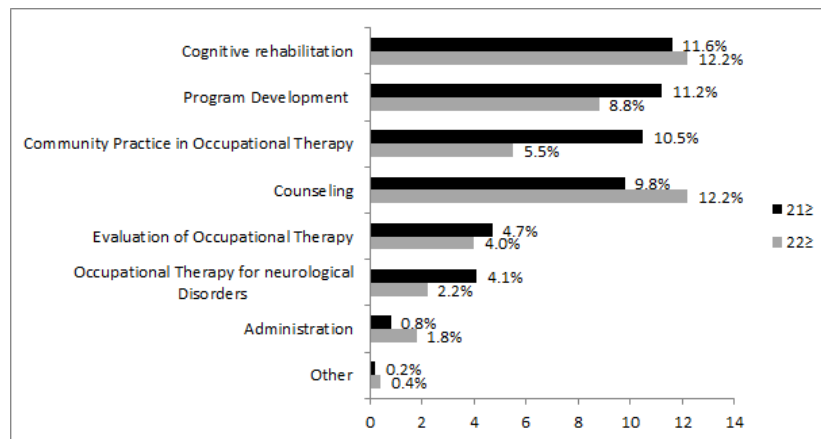 Cognitive rehabilitation
11.6%
12.2%
Program Development
11.2%
8.8%
Community Practice in Occupational Therapy
10.5%
5.5%
Counseling
9.8%
12.2%
Evaluation of Occupational Therapy
4.7%
4.0%
Occupational Therapy for neurological
Disorders
4.1%
2.2%
Administration
0.8%
1.8%
Other
0.2%
0.4%
0 2 4 6 8 10 12 14
21≥
22≥